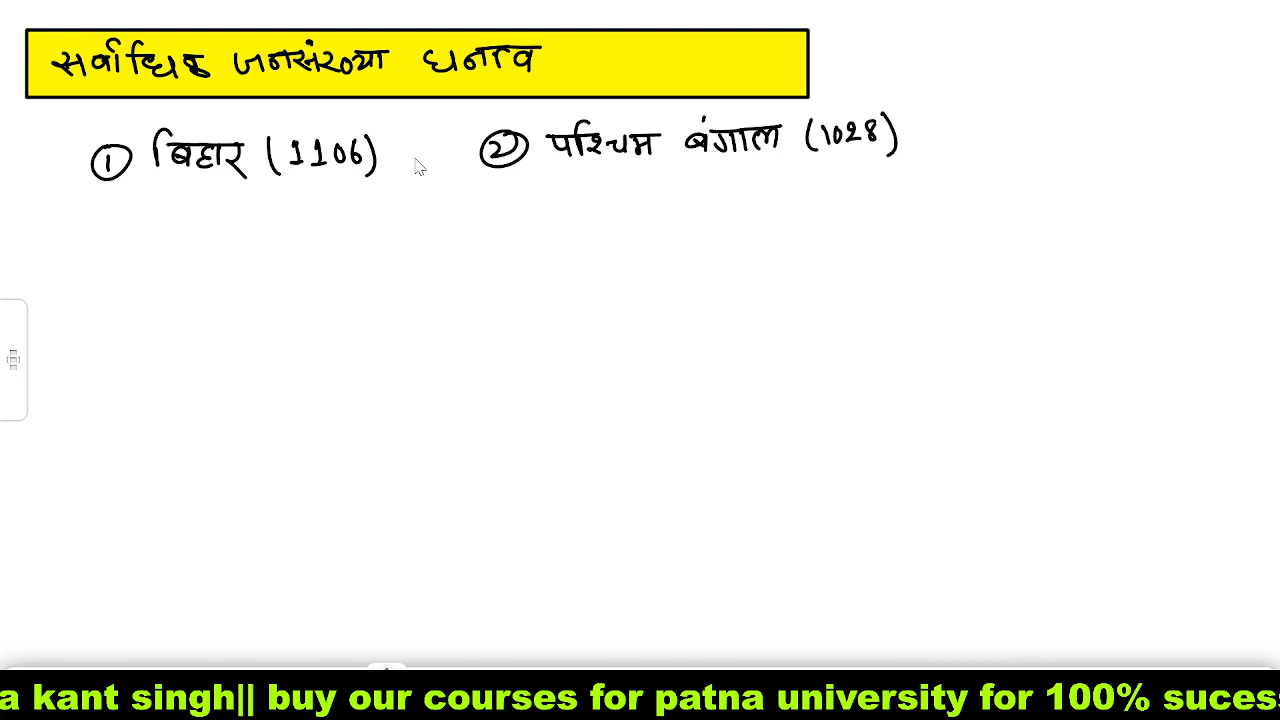 सर्वाधिक जनसंख्या घनत्व
① बिहार (1106) ② पश्चिम बंगाल (1028)
a kant singh|| buy our courses for patna university for 100% suces